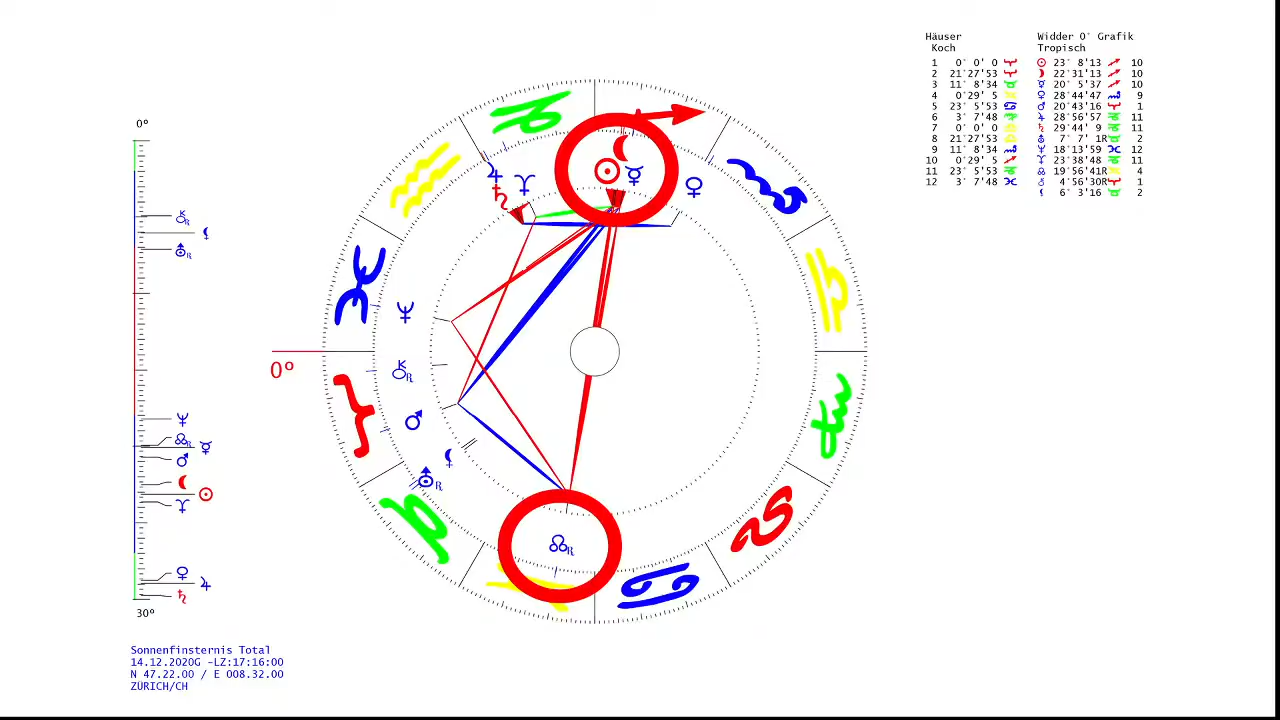 Häuser
Koch
1 0° 0' 0
2 21°27'53
3 11° 8'34
4 0°29' 5
5 23° 5'53
6 3° 7'48
7 0° 0' 0
8 21°27'53
9 11° 8'34
10 0°29' 5
11 23° 5'53
12 3° 7'48
Widder 0° Grafik
Tropisch
☉ 23° 8'13 ♐ 10
☾ 22°31'13 ♐ 10
☿ 20° 5'37 ♐ 10
♀ 28°44'47 ♏ 9
♂ 20°43'16 ♈ 1
♃ 28°56'57 ♑ 11
♄ 29°44' 9 ♑ 11
7° 7' 1R ♉ 2
♆ 18°13'59 ♓ 12
23°38'48 ♑ 11
☊ 19°56'41R ♊ 4
4°56'30R ♈ 1
6° 3'16 ♉ 2
0°
30°
0°
Sonnenfinsternis Total
14.12.2020G -LZ:17:16:00
N 47.22.00 / E 008.32.00
ZÜRICH/CH